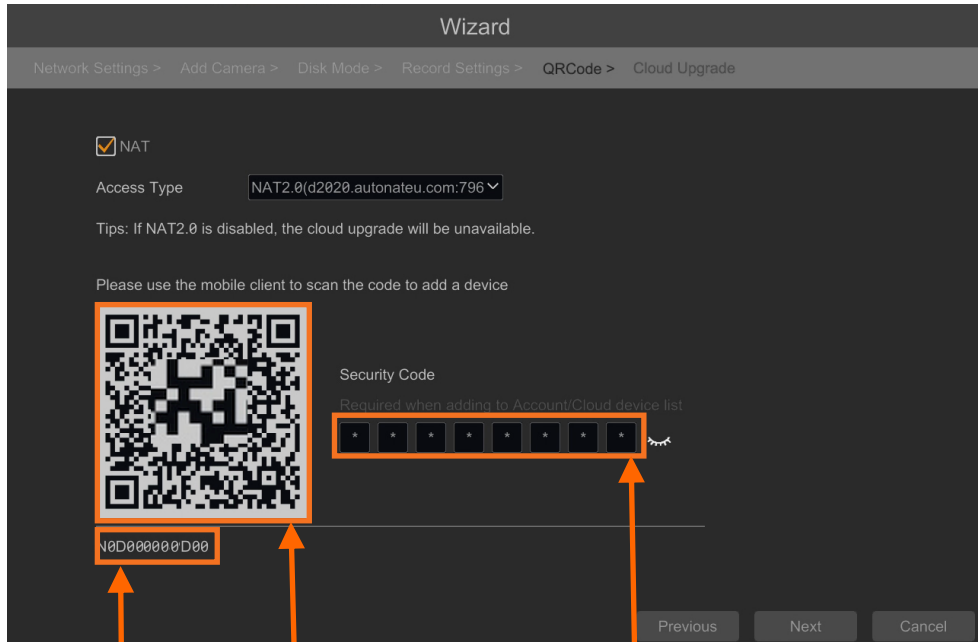 Wizard
Network Settings > Add Camera > Disk Mode > Record Settings > QRCode > Cloud Upgrade
NAT
Access Type NAT2.0(d2020.autonateu.com:796
Tips: If NAT2.0 is disabled, the cloud upgrade will be unavailable.
Please use the mobile client to scan the code to add a device
Security Code
Required when adding to Account/Cloud device list
* * * * * * * *
Previous Next Cancel